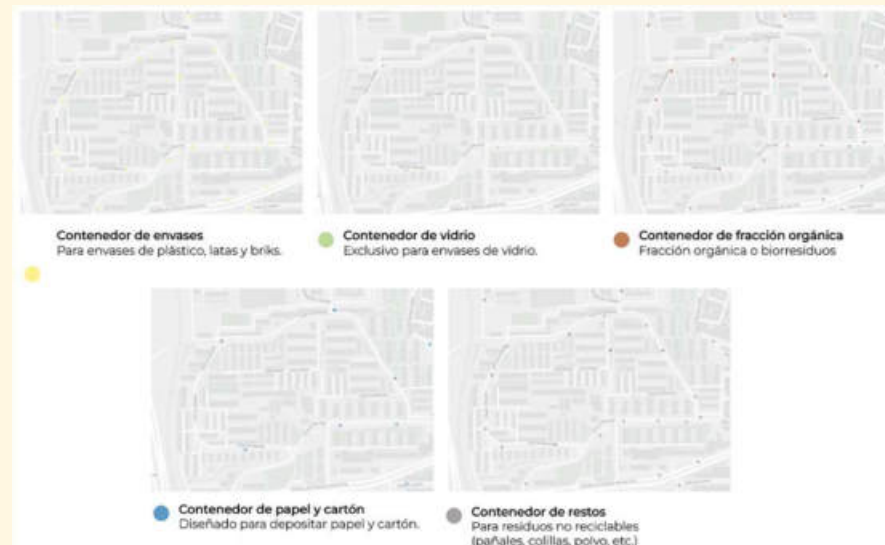 Contenedor de envases
Para envases de plástico, latas y briks.
Contenedor de vidrio
Exclusivo para envases de vidrio.
Contenedor de fracción orgánica
Fracción orgánica o biorresiduos
Contenedor de papel y cartón
Diseñado para depositar papel y cartón.
Contenedor de restos
Para residuos no reciclables
(pañales, colillas, polvo, etc.)